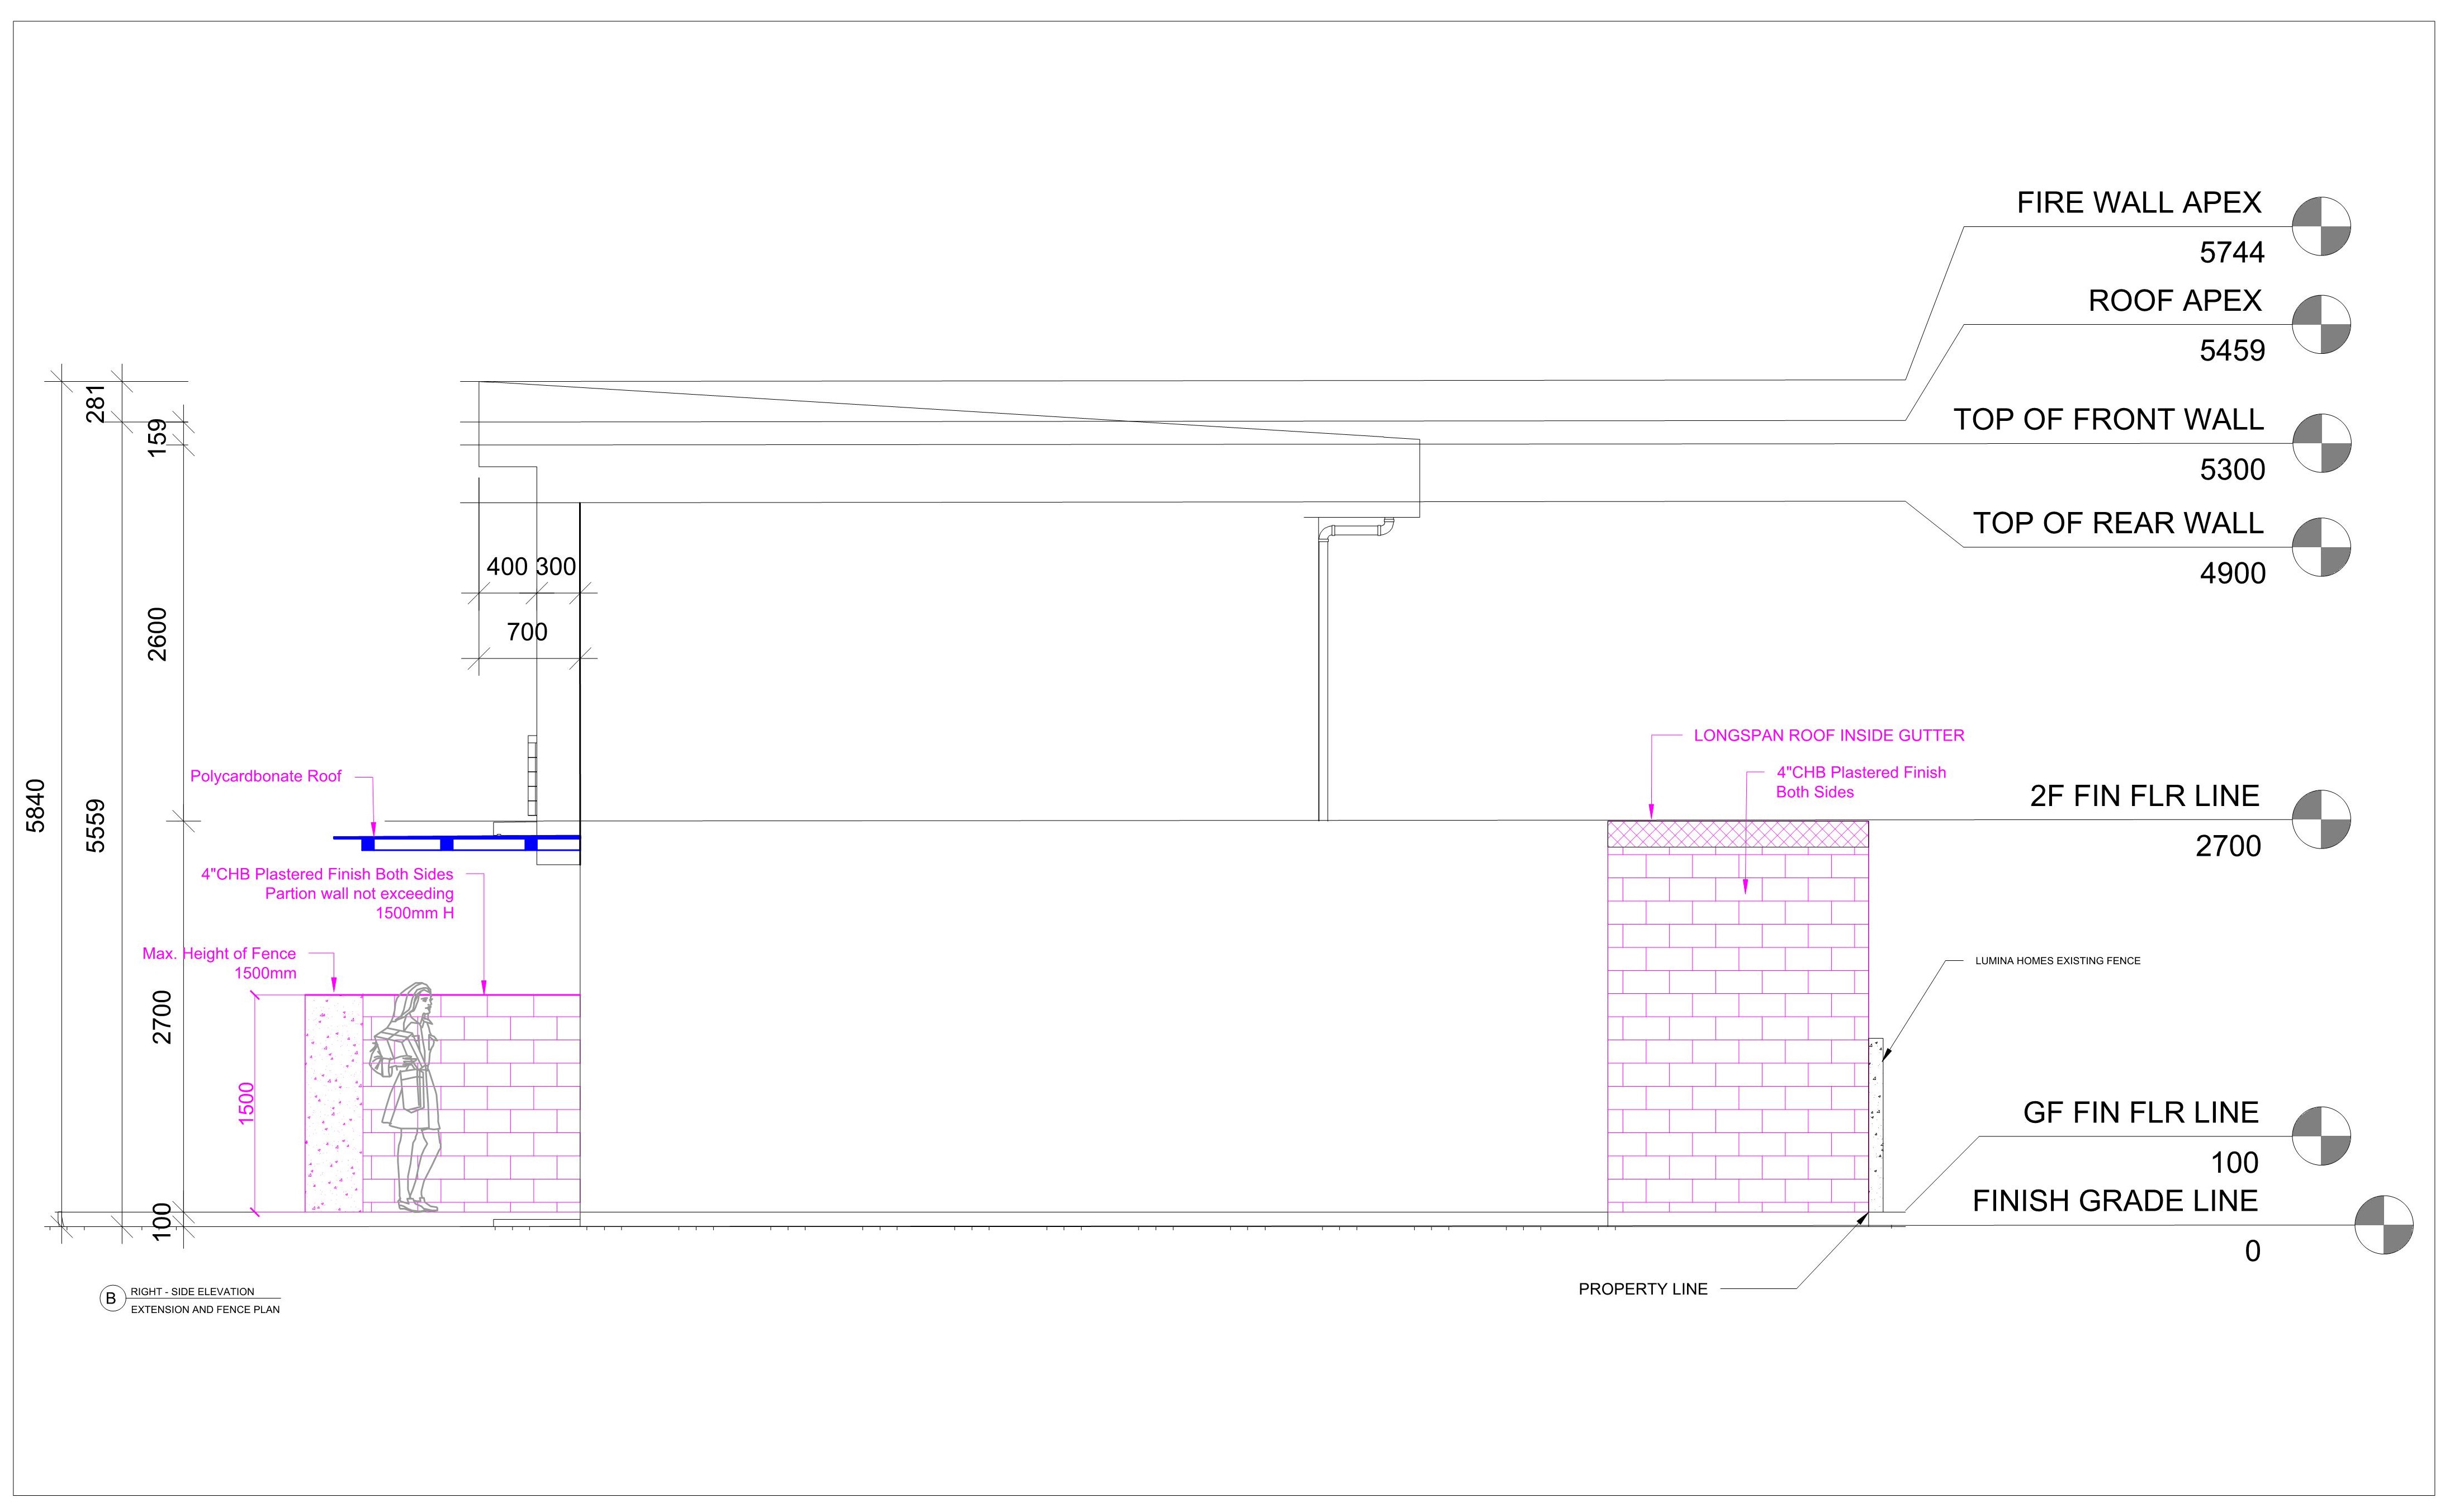 FIRE WALL APEX
5744
ROOF APEX
5459
TOP OF FRONT WALL
5300
TOP OF REAR WALL
4900
281
159
400 300
700
2600
5840
5559
LONGSPAN ROOF INSIDE GUTTER
4"CHB Plastered Finish
Both Sides
Polycardbonate Roof
2F FIN FLR LINE
2700
4"CHB Plastered Finish Both Sides
Partion wall not exceeding
1500mm H
Max. Height of Fence
1500mm
LUMINA HOMES EXISTING FENCE
2700
1500
GF FIN FLR LINE
100
FINISH GRADE LINE
0
100
PROPERTY LINE
B
RIGHT - SIDE ELEVATION
EXTENSION AND FENCE PLAN